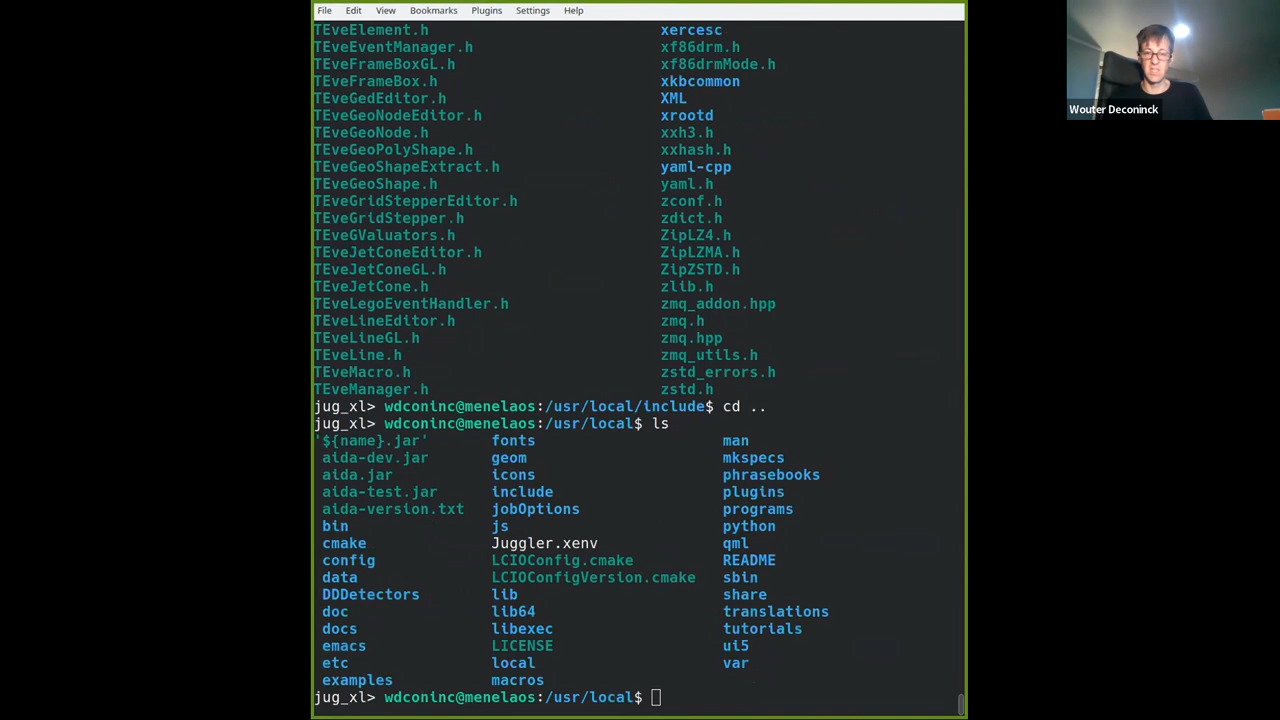 File Edit View Bookmarks Plugins Settings Help
TEveElement.h xercesc
TEveEventManager.h xf86drm.h
TEveFrameBoxGL.h xf86drmMode.h
TEveFrameBox.h xkbcommon
TEveGedEditor.h XML
TEveGeoNodeEditor.h xrootd
TEveGeoNode.h xxh3.h
TEveGeoPolyShape.h xxhash.h
TEveGeoShapeExtract.h yaml-cpp
TEveGeoShape.h yaml.h
TEveGridStepperEditor.h zconf.h
TEveGridStepper.h zdict.h
TEveGValuators.h ZipLZ4.h
TEveJetConeEditor.h ZipLZMA.h
TEveJetConeGL.h ZipZSTD.h
TEveJetCone.h zlib.h
TEveLegoEventHandler.h zmq_addon.hpp
TEveLineEditor.h zmq.h
TEveLineGL.h zmq.hpp
TEveLine.h zmq_utils.h
TEveMacro.h zstd_errors.h
TEveManager.h zstd.h
jug_xl> wdconinc@menelaos:/usr/local/include$ cd ..
jug_xl> wdconinc@menelaos:/usr/local$ ls
'${name}.jar' fonts man
aida-dev.jar geom mkspecs
aida.jar icons phrasebooks
aida-test.jar include plugins
aida-version.txt jobOptions programs
bin js python
cmake Juggler.xenv qml
config LCIOConfig.cmake README
data LCIOConfigVersion.cmake sbin
DDDetectors lib share
doc lib64 translations
docs libexec tutorials
emacs LICENSE ui5
etc local var
examples macros
jug_xl> wdconinc@menelaos:/usr/local$
Wouter Deconinck